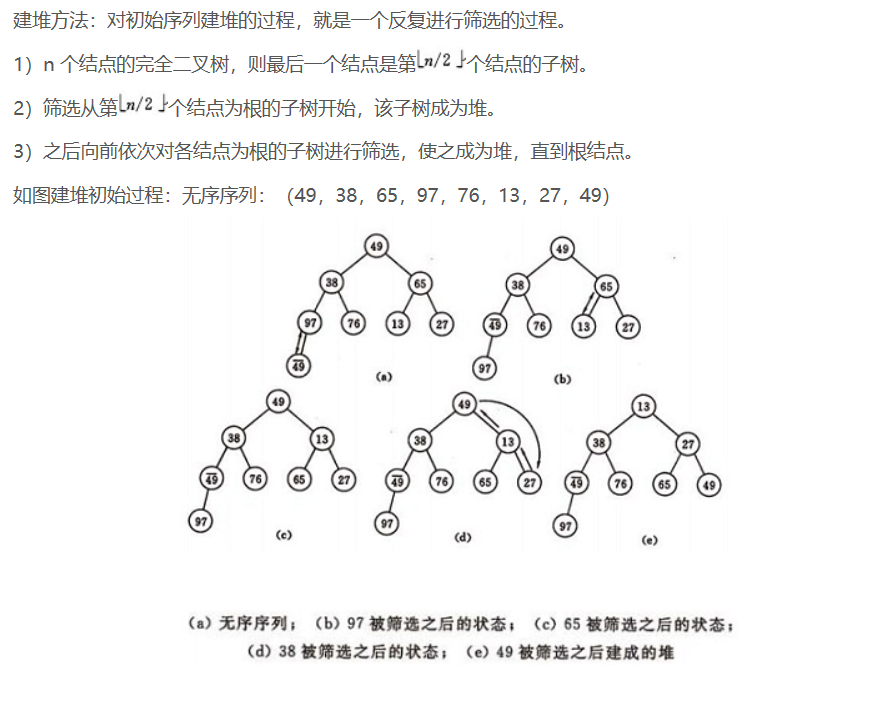 建堆方法：对初始序列建堆的过程，就是一个反复进行筛选的过程。
1）n 个结点的完全二叉树，则最后一个结点是第⌊n/2⌋个结点的子树。
2）筛选从第⌊n/2⌋个结点为根的子树开始，该子树成为堆。
3）之后向前依次对各结点为根的子树进行筛选，使之成为堆，直到根结点。
如图建堆初始过程：无序序列：（49，38，65，97，76，13，27，49）
49
38 65
97 76 13 27
4̅9̅
(a)
49
38 65
4̅9̅ 76 13 27
97
(b)
49
38 13
4̅9̅ 76 65 27
97
(c)
49
38 13
4̅9̅ 76 65 27
97
(d)
13
38 27
4̅9̅ 76 65 49
97
(e)
(a) 无序序列；(b) 97 被筛选之后的状态；(c) 65 被筛选之后的状态；
(d) 38 被筛选之后的状态；(e) 49 被筛选之后建成的堆